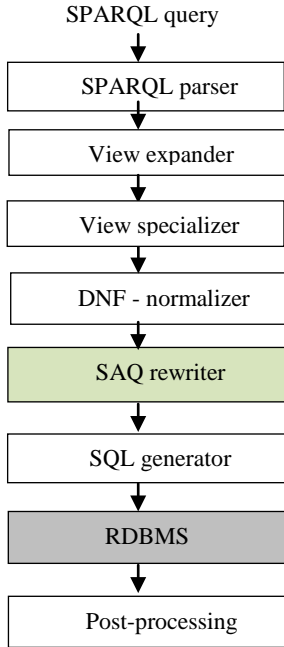 SPARQL query
SPARQL parser
View expander
View specializer
DNF - normalizer
SAQ rewriter
SQL generator
RDBMS
Post-processing